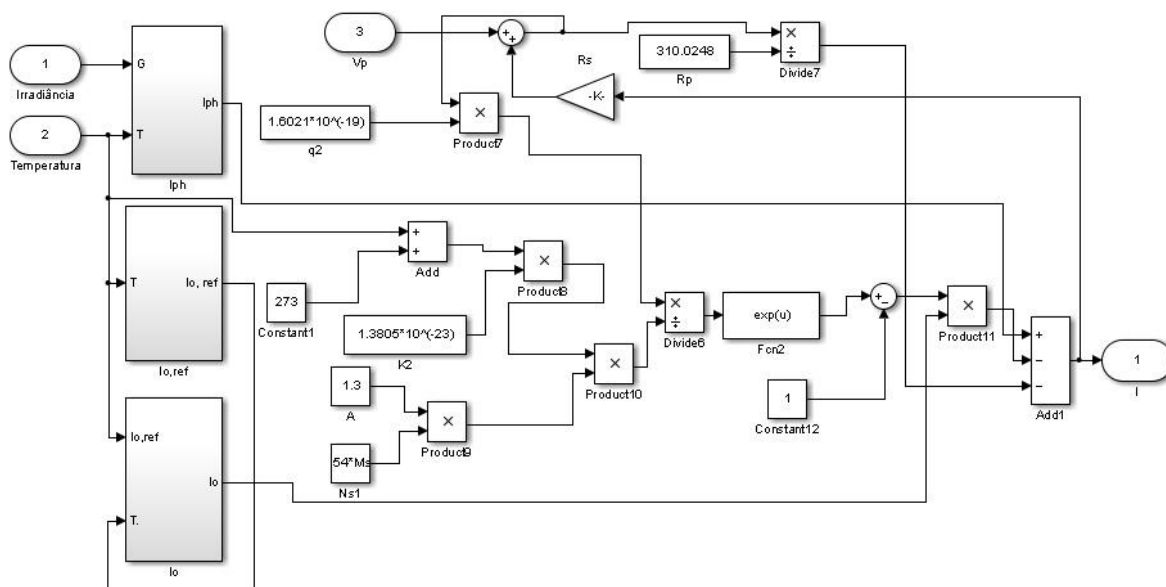 3
Vp
1
Irradiância
2
Temperatura
G
T
Iph
Iph
Rs
-K-
310.0248
Rp
×
÷
Divide7
1.6021*10^(-19)
q2
×
Product7
T
Io, ref
Io,ref
+
+
Add
273
Constant1
×
Product8
1.3805*10^(-23)
K2
1.3
A
×
Product9
54*Ms
Ns1
×
Product10
×
÷
Divide6
exp(u)
Fcn2
1
Constant12
×
Product11
+
−
−
Add1
1
I
Io,ref
T.
Io
Io